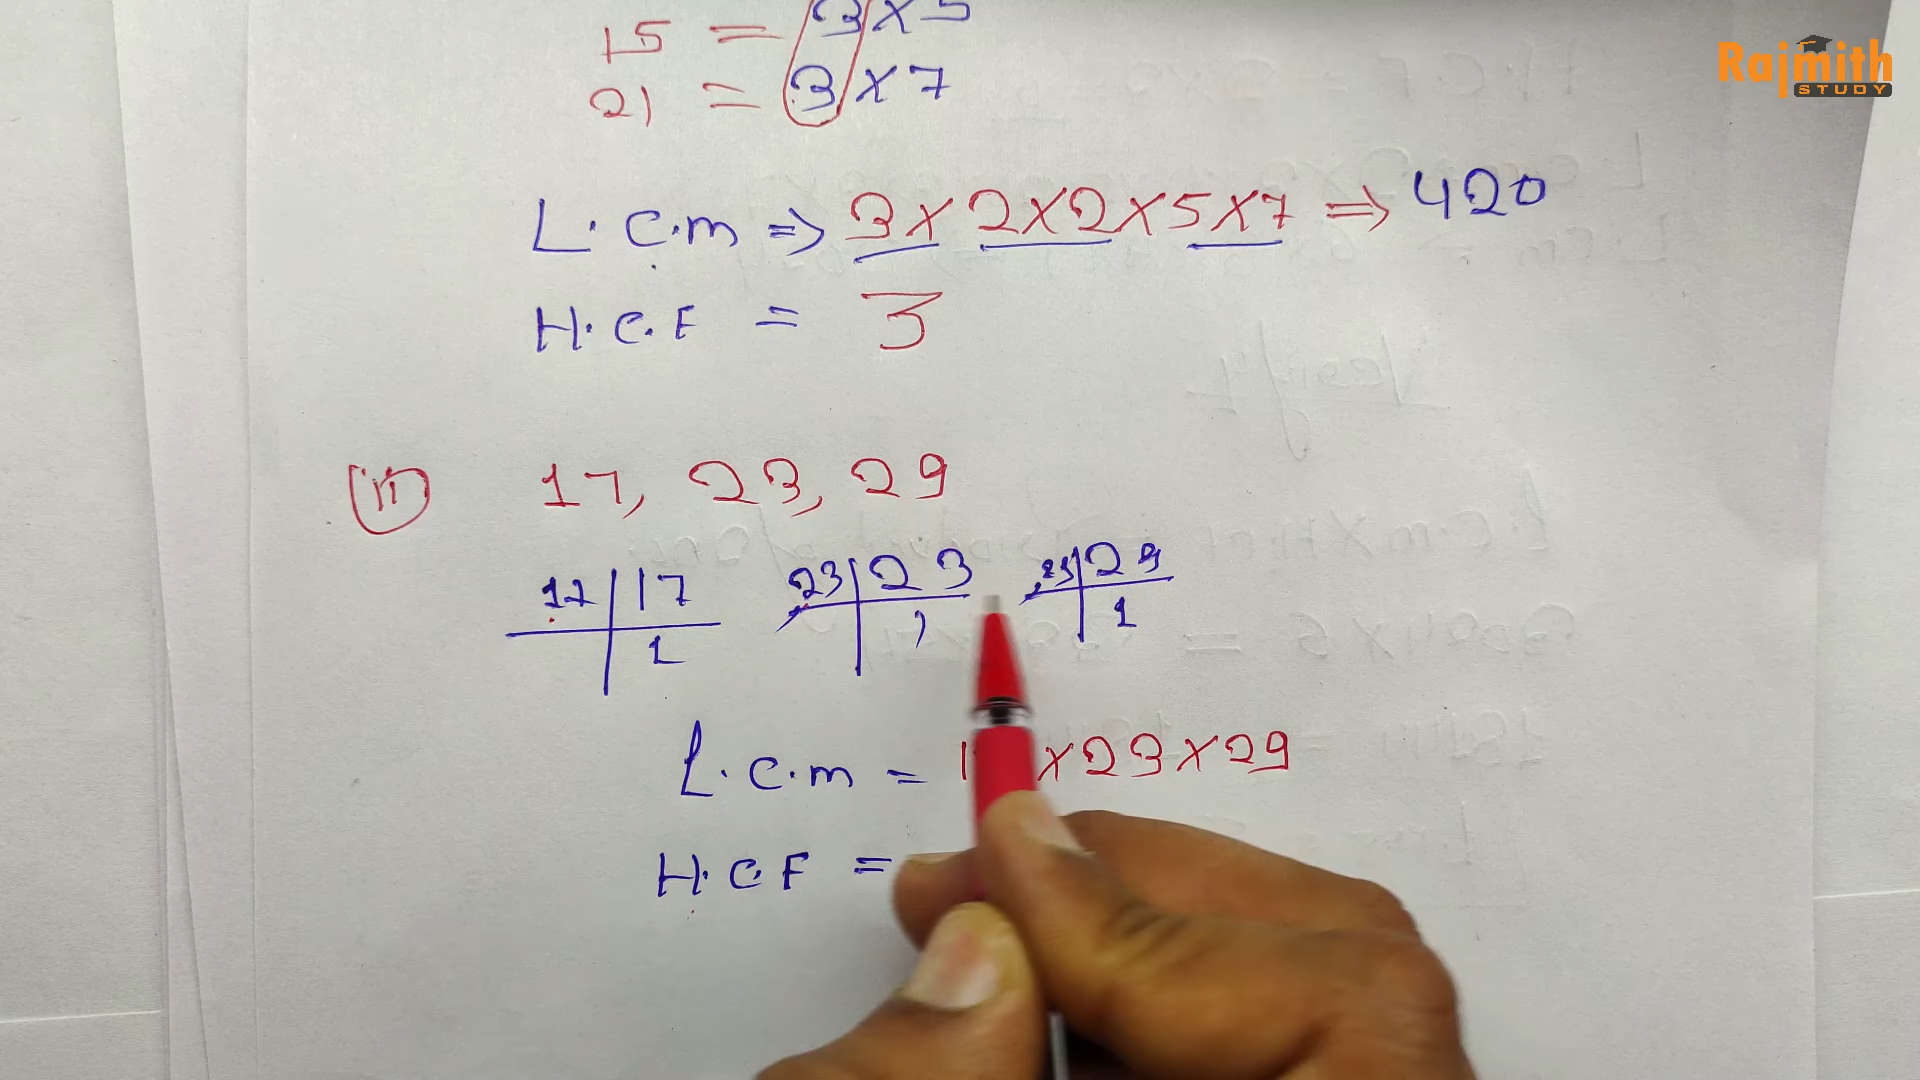 Rajmith
STUDY
15 = 3×5
21 = 3×7
L.C.m ⇒ 3×2×2×5×7 ⇒ 420
H.C.F = 3
(ii) 17, 23, 29
17 | 17 23 | 23 29 | 29
1 1 1
L.C.m = 1 ×23×29
H.C.F =